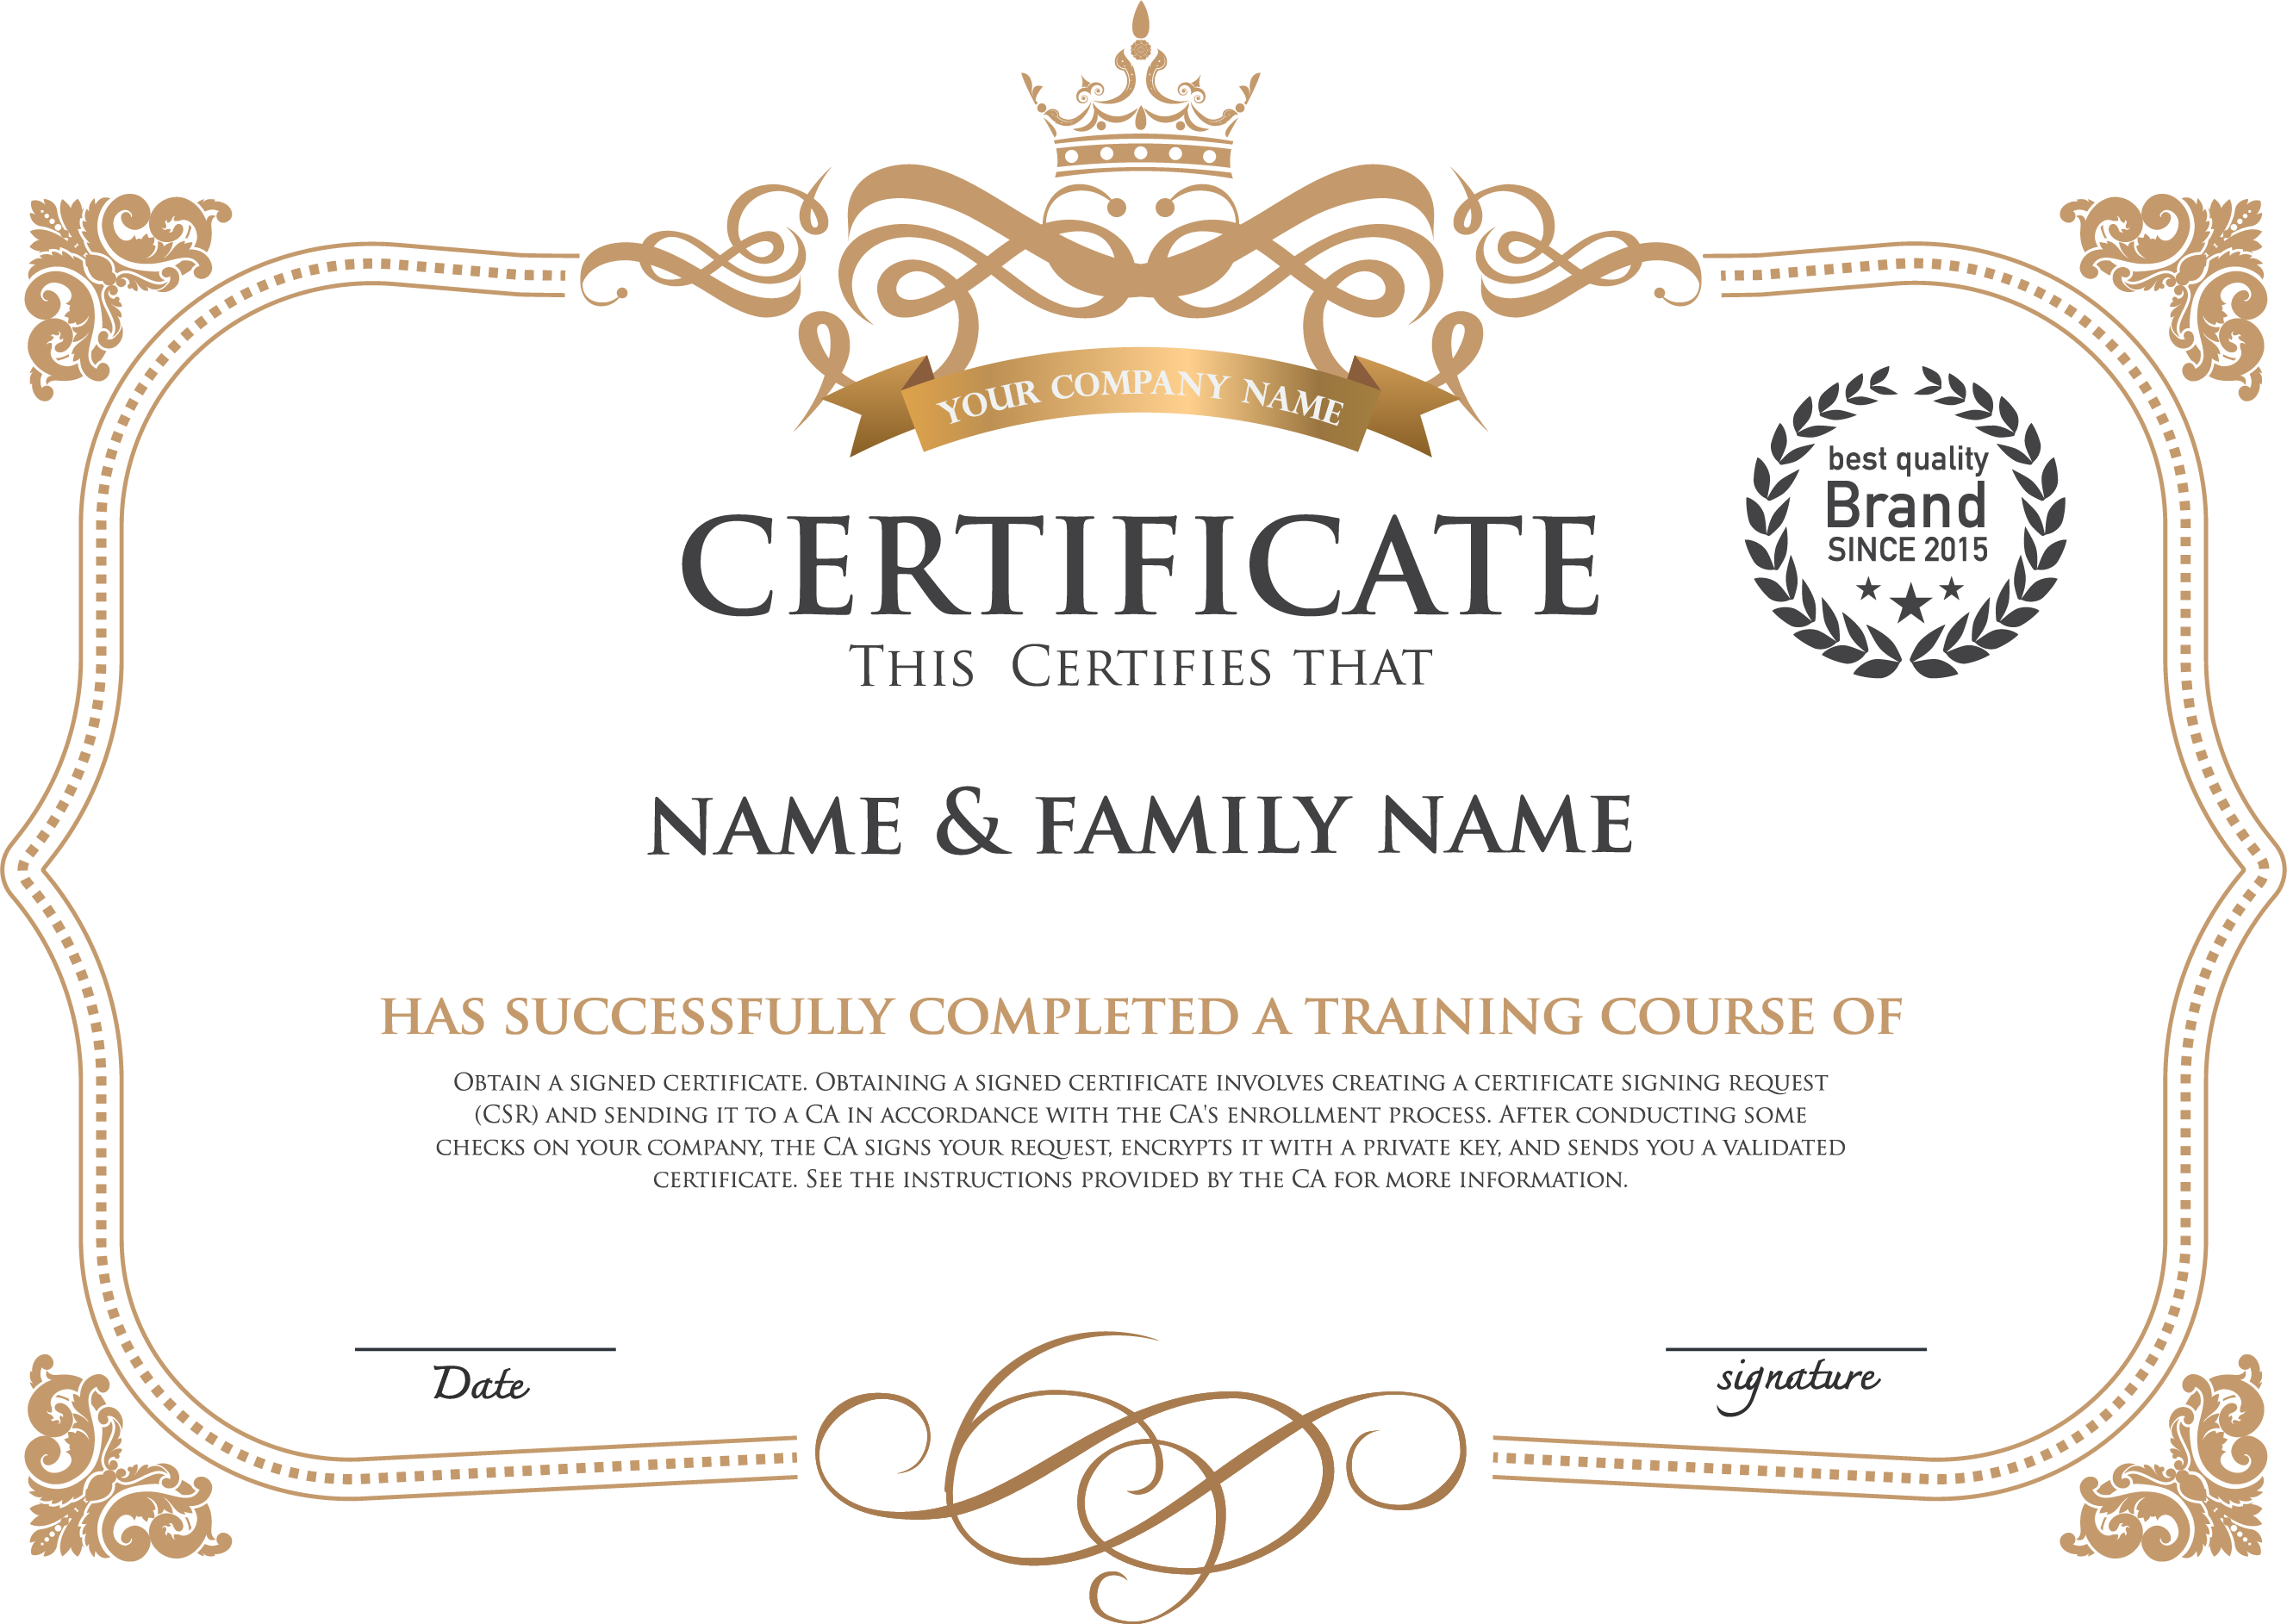 YOUR COMPANY NAME
best quality
Brand
SINCE 2015
CERTIFICATE
THIS CERTIFIES THAT
NAME & FAMILY NAME
HAS SUCCESSFULLY COMPLETED A TRAINING COURSE OF
OBTAIN A SIGNED CERTIFICATE. OBTAINING A SIGNED CERTIFICATE INVOLVES CREATING A CERTIFICATE SIGNING REQUEST
(CSR) AND SENDING IT TO A CA IN ACCORDANCE WITH THE CA'S ENROLLMENT PROCESS. AFTER CONDUCTING SOME
CHECKS ON YOUR COMPANY, THE CA SIGNS YOUR REQUEST, ENCRYPTS IT WITH A PRIVATE KEY, AND SENDS YOU A VALIDATED
CERTIFICATE. SEE THE INSTRUCTIONS PROVIDED BY THE CA FOR MORE INFORMATION.
Date
signature